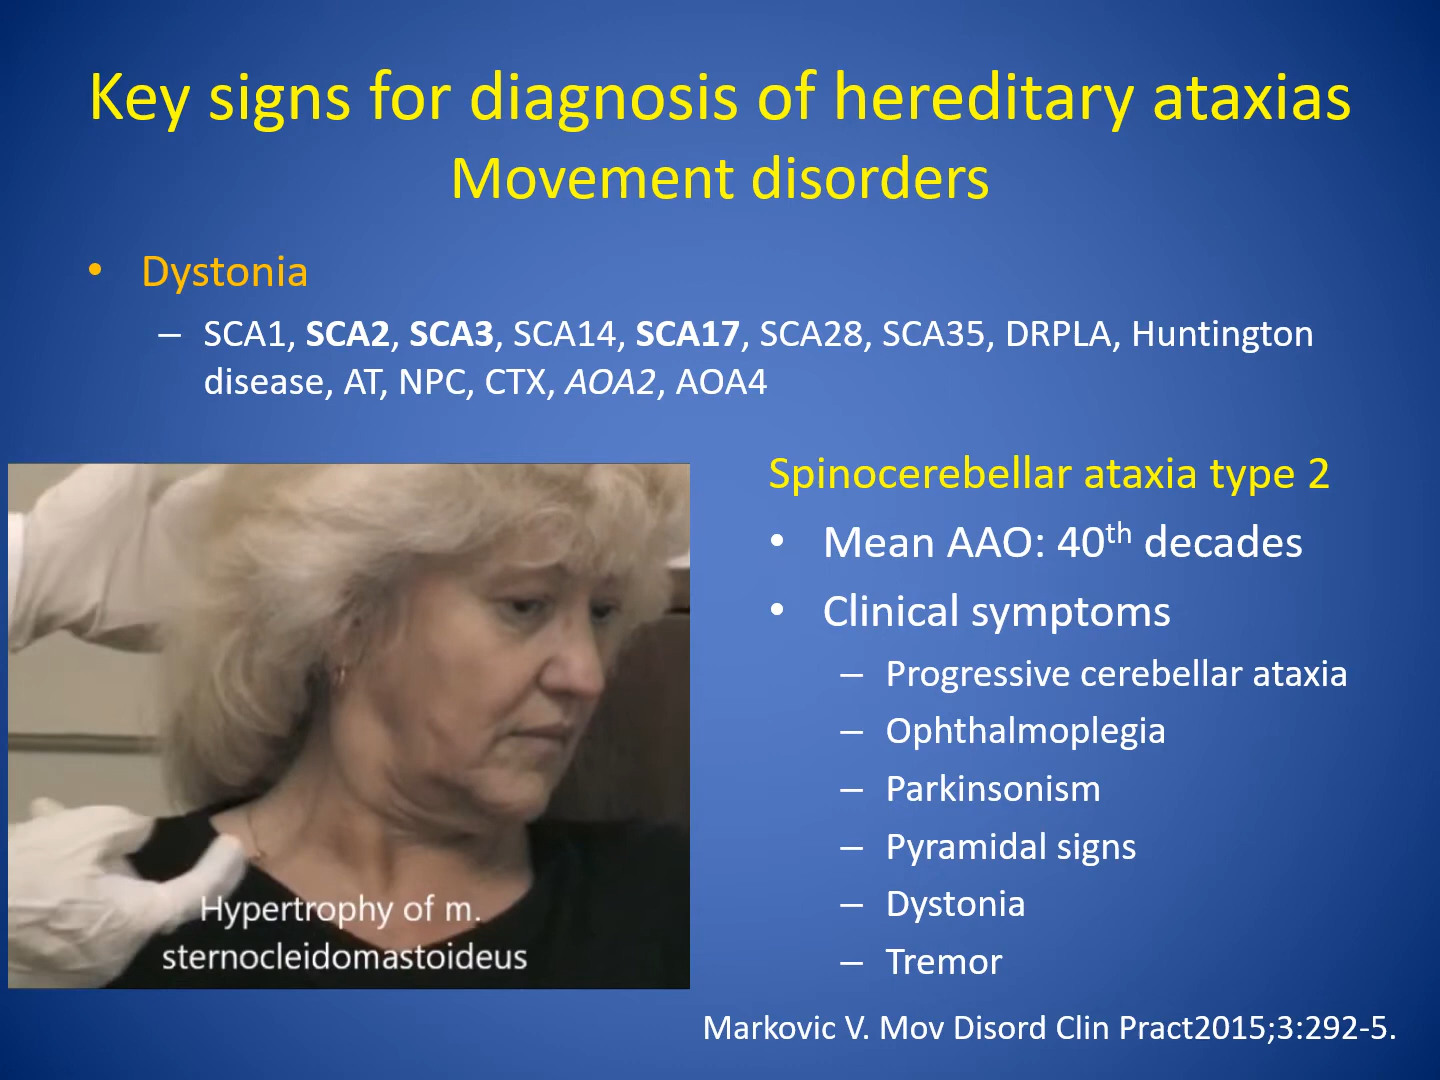 Key signs for diagnosis of hereditary ataxias
Movement disorders
• Dystonia
– SCA1, SCA2, SCA3, SCA14, SCA17, SCA28, SCA35, DRPLA, Huntington
disease, AT, NPC, CTX, AOA2, AOA4
Hypertrophy of m.
sternocleidomastoideus
Spinocerebellar ataxia type 2
• Mean AAO: 40th decades
• Clinical symptoms
– Progressive cerebellar ataxia
– Ophthalmoplegia
– Parkinsonism
– Pyramidal signs
– Dystonia
– Tremor
Markovic V. Mov Disord Clin Pract2015;3:292-5.